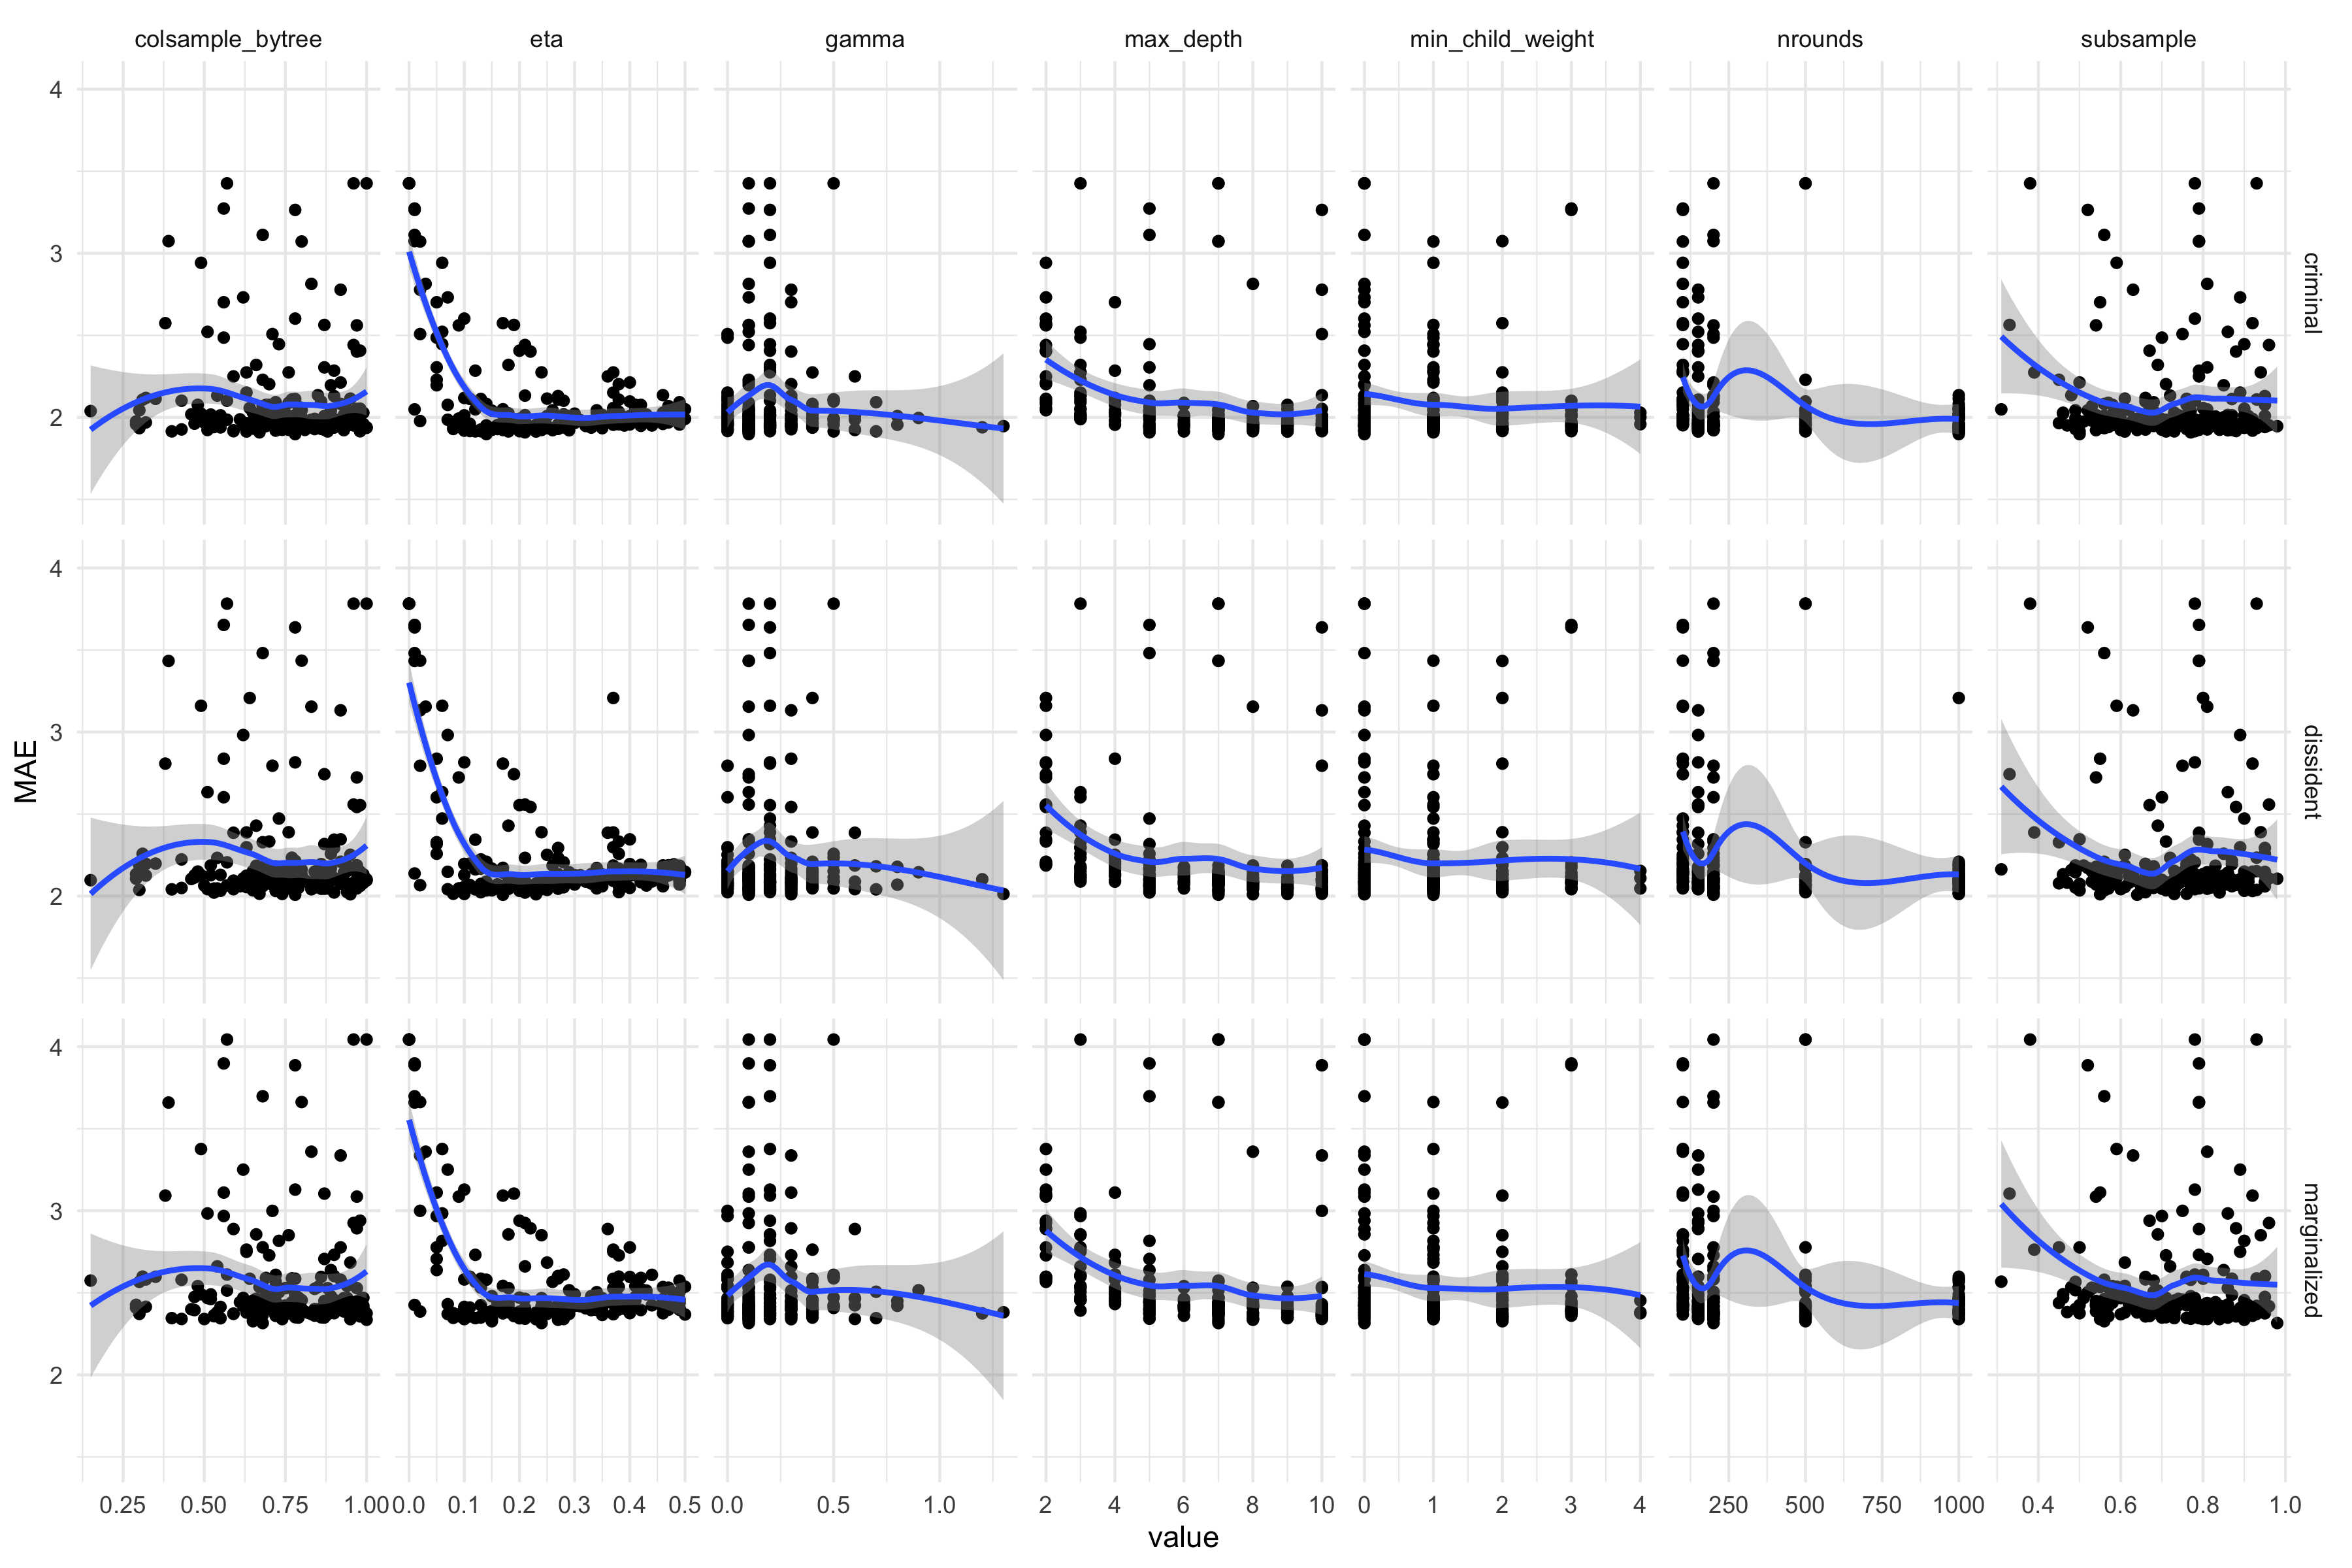 colsample_bytree eta gamma max_depth min_child_weight nrounds subsample
4
3
2
criminal
4
3
2
dissident
4
3
2
marginalized
MAE
0.25 0.50 0.75 1.00 0.0 0.1 0.2 0.3 0.4 0.5 0.0 0.5 1.0 2 4 6 8 10 0 1 2 3 4 250 500 750 1000 0.4 0.6 0.8 1.0
value